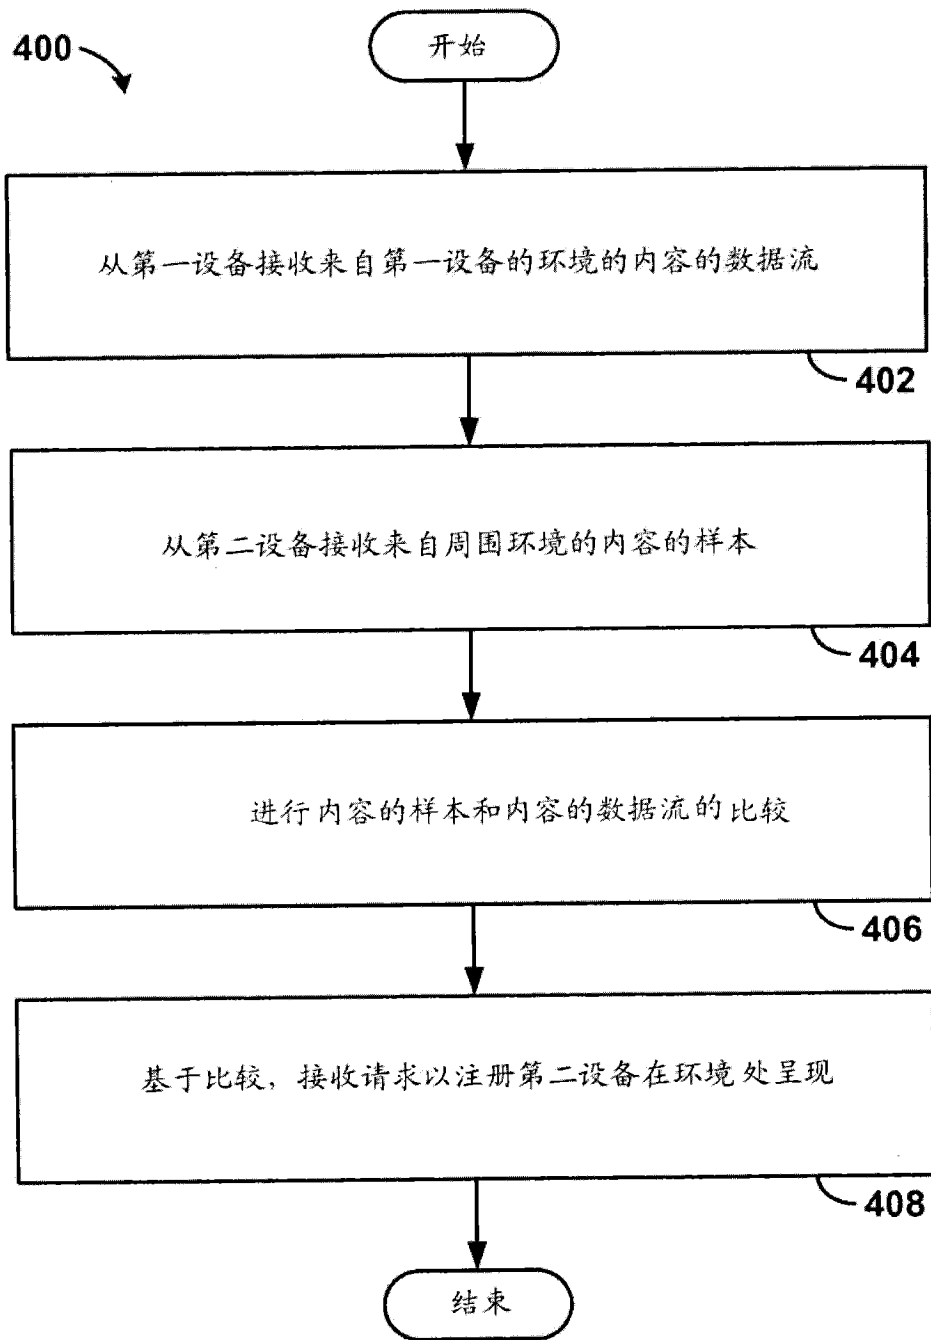 400
开始
从第一设备接收来自第一设备的环境的内容的数据流
402
从第二设备接收来自周围环境的内容的样本
404
进行内容的样本和内容的数据流的比较
406
基于比较，接收请求以注册第二设备在环境处呈现
408
结束